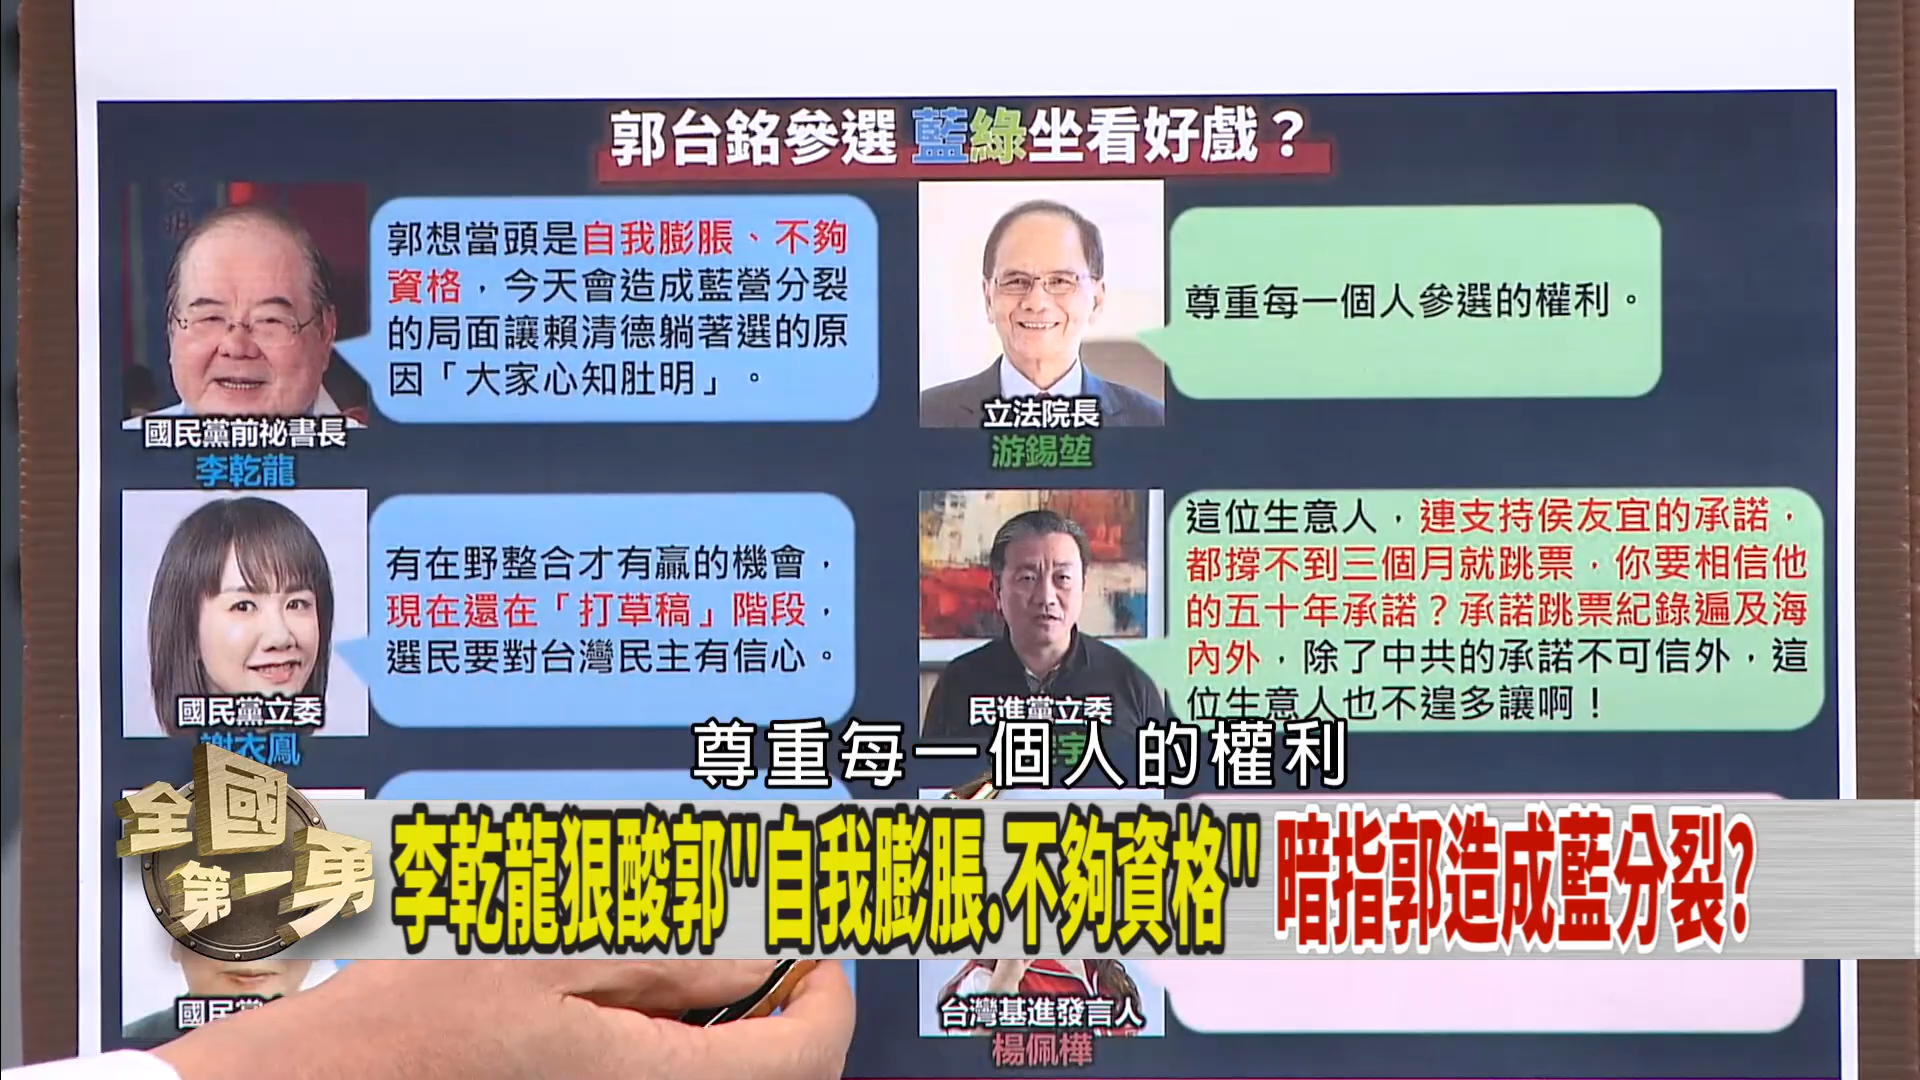 郭台銘參選 藍綠坐看好戲？
郭想當頭是自我膨脹、不夠
資格，今天會造成藍營分裂
的局面讓賴清德躺著選的原
因「大家心知肚明」。
國民黨前祕書長
李乾龍
尊重每一個人參選的權利。
立法院長
游錫堃
有在野整合才有贏的機會，
現在還在「打草稿」階段，
選民要對台灣民主有信心。
國民黨立委
謝衣鳳
這位生意人，連支持侯友宜的承諾，
都撐不到三個月就跳票，你要相信他
的五十年承諾？承諾跳票紀錄遍及海
內外，除了中共的承諾不可信外，這
位生意人也不遑多讓啊！
民進黨立委
宇
尊重每一個人的權利
全國第一勇
李乾龍狠酸郭"自我膨脹.不夠資格" 暗指郭造成藍分裂?
國民黨
台灣基進發言人
楊佩樺